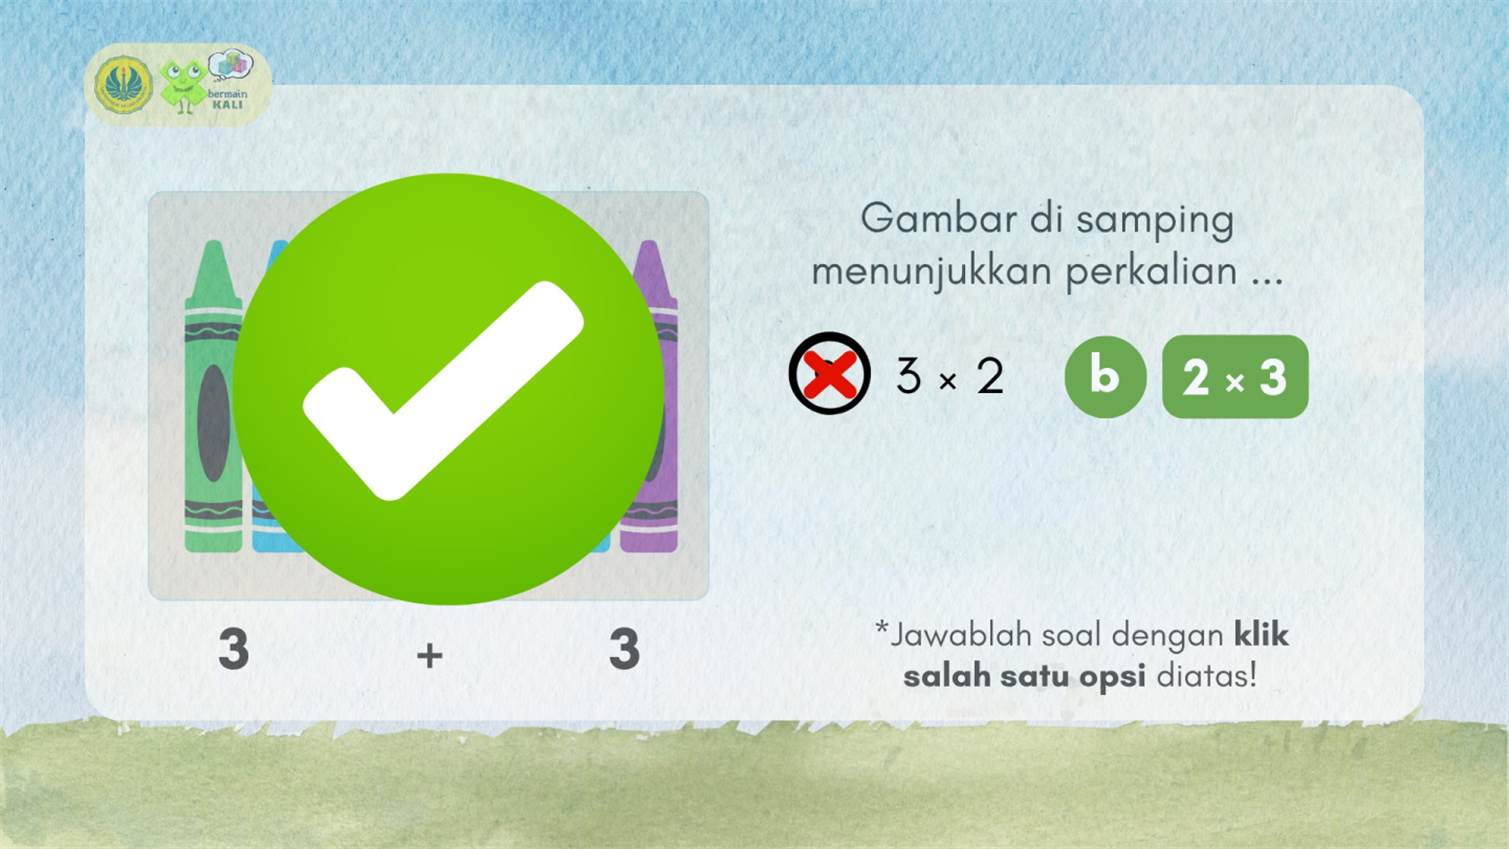 bermain
KALI
Gambar di samping
menunjukkan perkalian ...
3 × 2
b 2 × 3
3 + 3
*Jawablah soal dengan klik
salah satu opsi diatas!